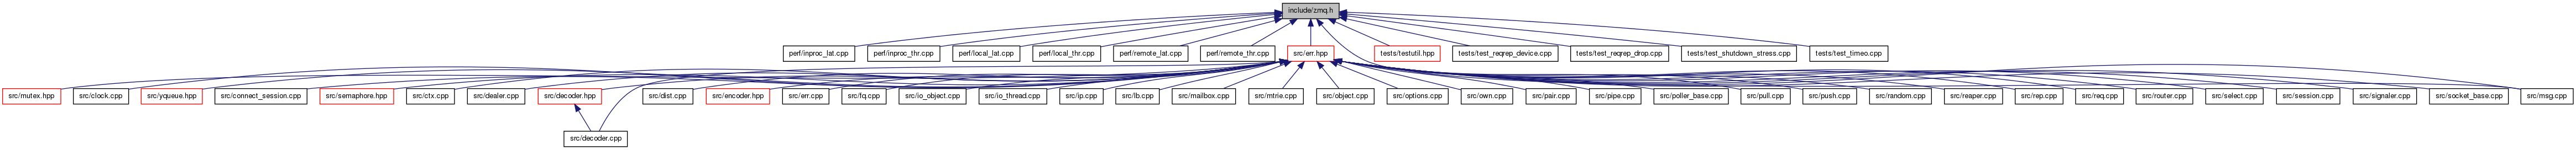 include/zmq.h
perf/inproc_lat.cpp
perf/inproc_thr.cpp
perf/local_lat.cpp
perf/local_thr.cpp
perf/remote_lat.cpp
perf/remote_thr.cpp
src/err.hpp
tests/testutil.hpp
tests/test_reqrep_device.cpp
tests/test_reqrep_drop.cpp
tests/test_shutdown_stress.cpp
tests/test_timeo.cpp
src/mutex.hpp
src/clock.cpp
src/yqueue.hpp
src/connect_session.cpp
src/semaphore.hpp
src/ctx.cpp
src/dealer.cpp
src/decoder.hpp
src/dist.cpp
src/encoder.hpp
src/err.cpp
src/fq.cpp
src/io_object.cpp
src/io_thread.cpp
src/ip.cpp
src/lb.cpp
src/mailbox.cpp
src/mtrie.cpp
src/object.cpp
src/options.cpp
src/own.cpp
src/pair.cpp
src/pipe.cpp
src/poller_base.cpp
src/pull.cpp
src/push.cpp
src/random.cpp
src/reaper.cpp
src/rep.cpp
src/req.cpp
src/router.cpp
src/select.cpp
src/session.cpp
src/signaler.cpp
src/socket_base.cpp
src/msg.cpp
src/decoder.cpp